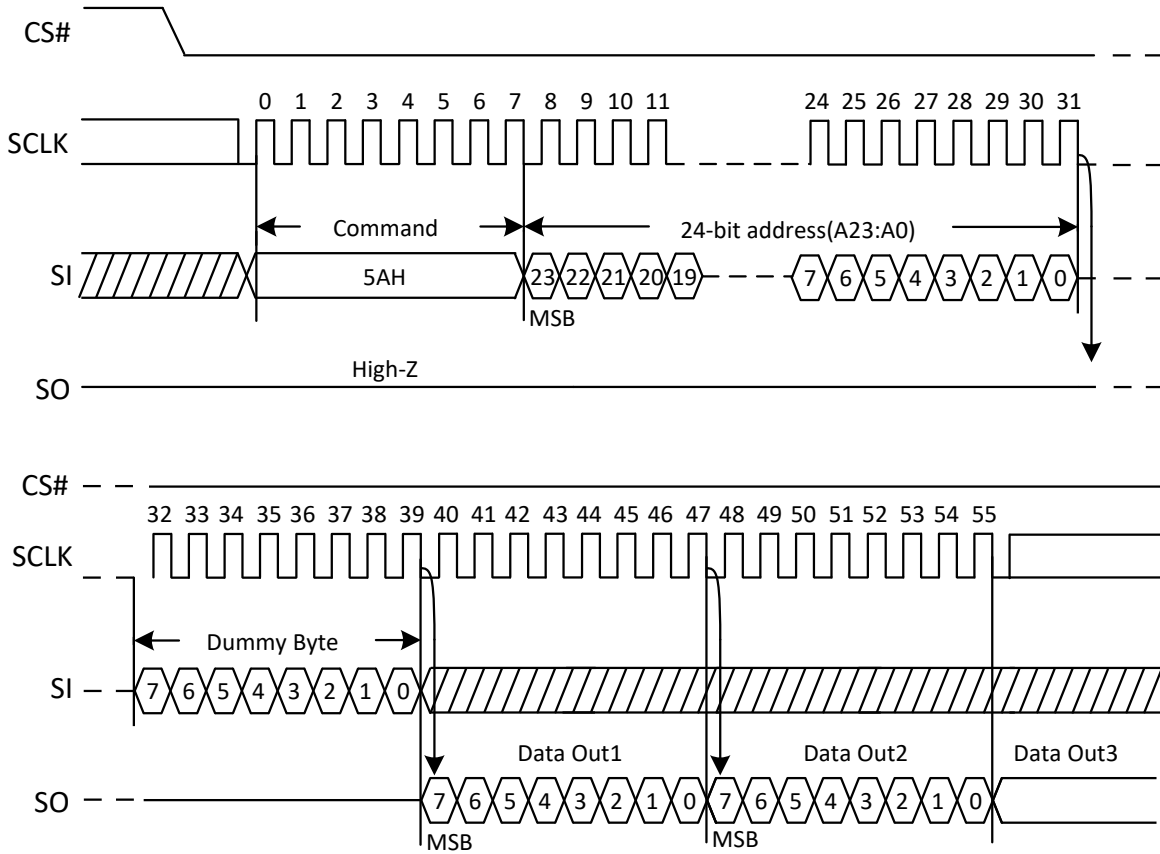 CS#
0 1 2 3 4 5 6 7 8 9 10 11 24 25 26 27 28 29 30 31
SCLK
Command 24-bit address(A23:A0)
SI 5AH 23 22 21 20 19 7 6 5 4 3 2 1 0
MSB
High-Z
SO
CS#
32 33 34 35 36 37 38 39 40 41 42 43 44 45 46 47 48 49 50 51 52 53 54 55
SCLK
Dummy Byte
SI 7 6 5 4 3 2 1 0
Data Out1 Data Out2 Data Out3
SO 7 6 5 4 3 2 1 0 7 6 5 4 3 2 1 0
MSB MSB